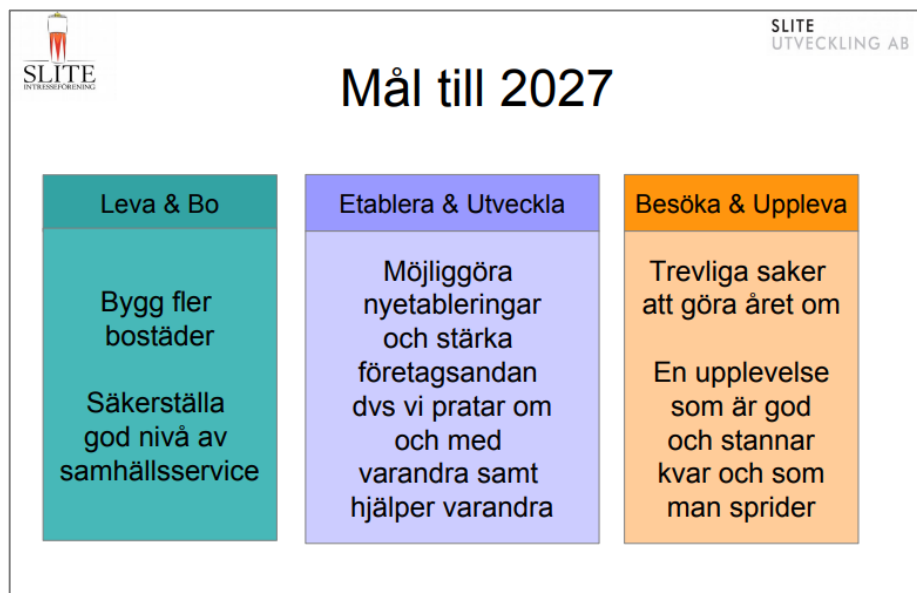 SLITE
INTRESSEFÖRENING
SLITE
UTVECKLING AB
Mål till 2027
Leva & Bo
Bygg fler
bostäder
Säkerställa
god nivå av
samhällsservice
Etablera & Utveckla
Möjliggöra
nyetableringar
och stärka
företagsandan
dvs vi pratar om
och med
varandra samt
hjälper varandra
Besöka & Uppleva
Trevliga saker
att göra året om
En upplevelse
som är god
och stannar
kvar och som
man sprider